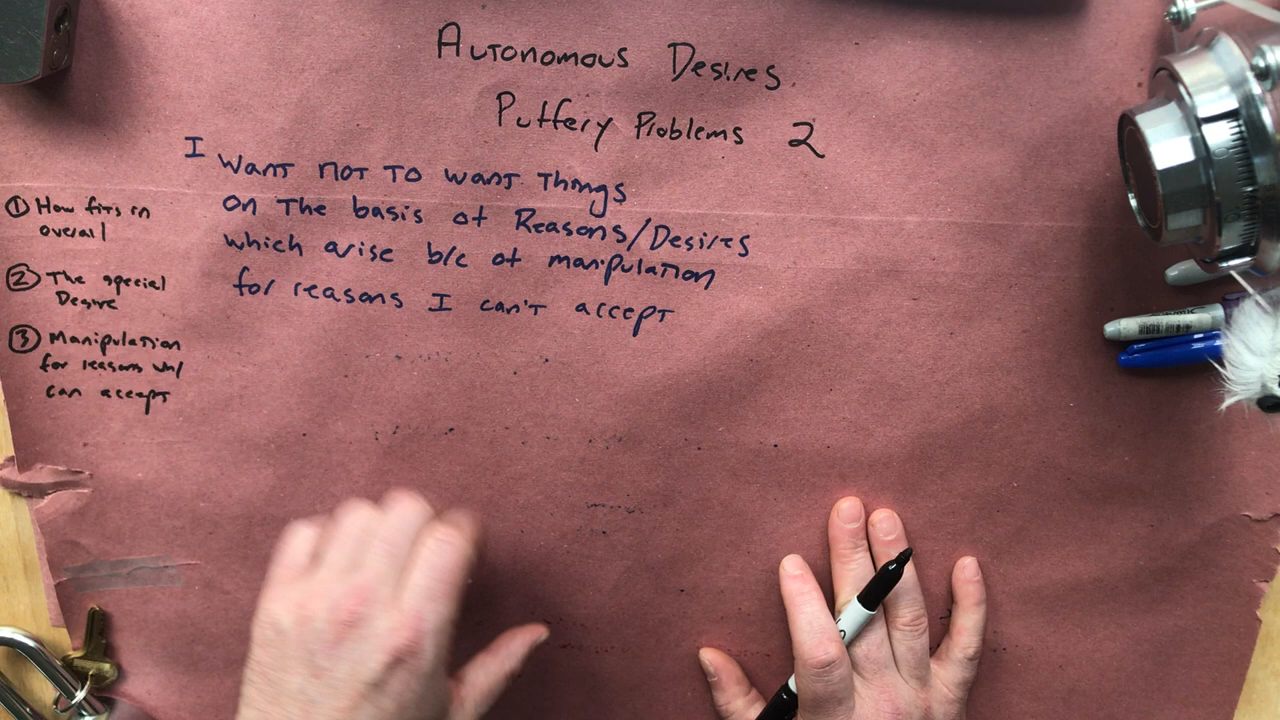 Autonomous Desires
Puffery Problems 2
I want not to want things
on the basis of Reasons/Desires
which arise b/c of manipulation
for reasons I can't accept
① How fits in
overall
② The special
Desire
③ Manipulation
for reasons wh/
can accept